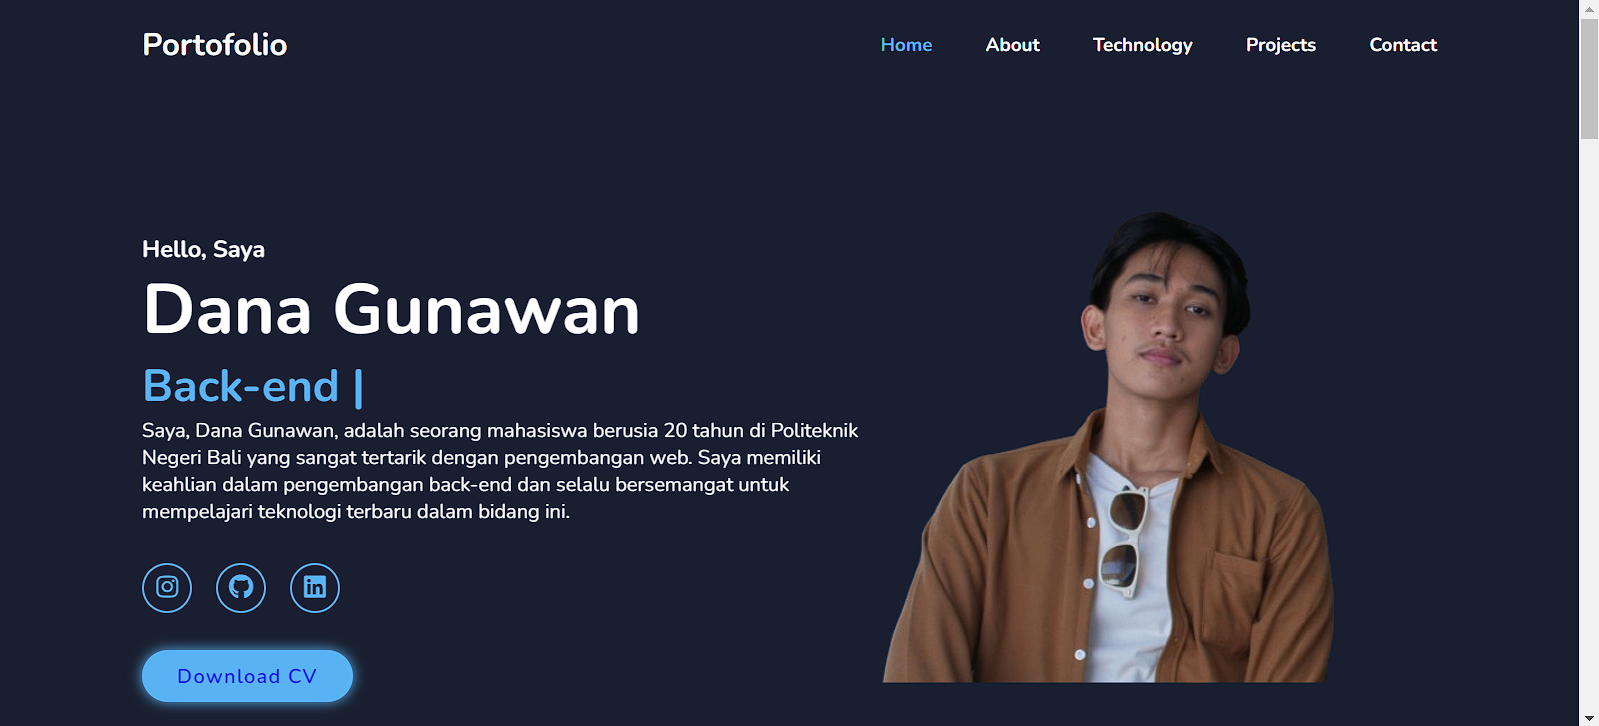 Portofolio
Home About Technology Projects Contact
Hello, Saya
Dana Gunawan
Back-end |
Saya, Dana Gunawan, adalah seorang mahasiswa berusia 20 tahun di Politeknik
Negeri Bali yang sangat tertarik dengan pengembangan web. Saya memiliki
keahlian dalam pengembangan back-end dan selalu bersemangat untuk
mempelajari teknologi terbaru dalam bidang ini.
Download CV